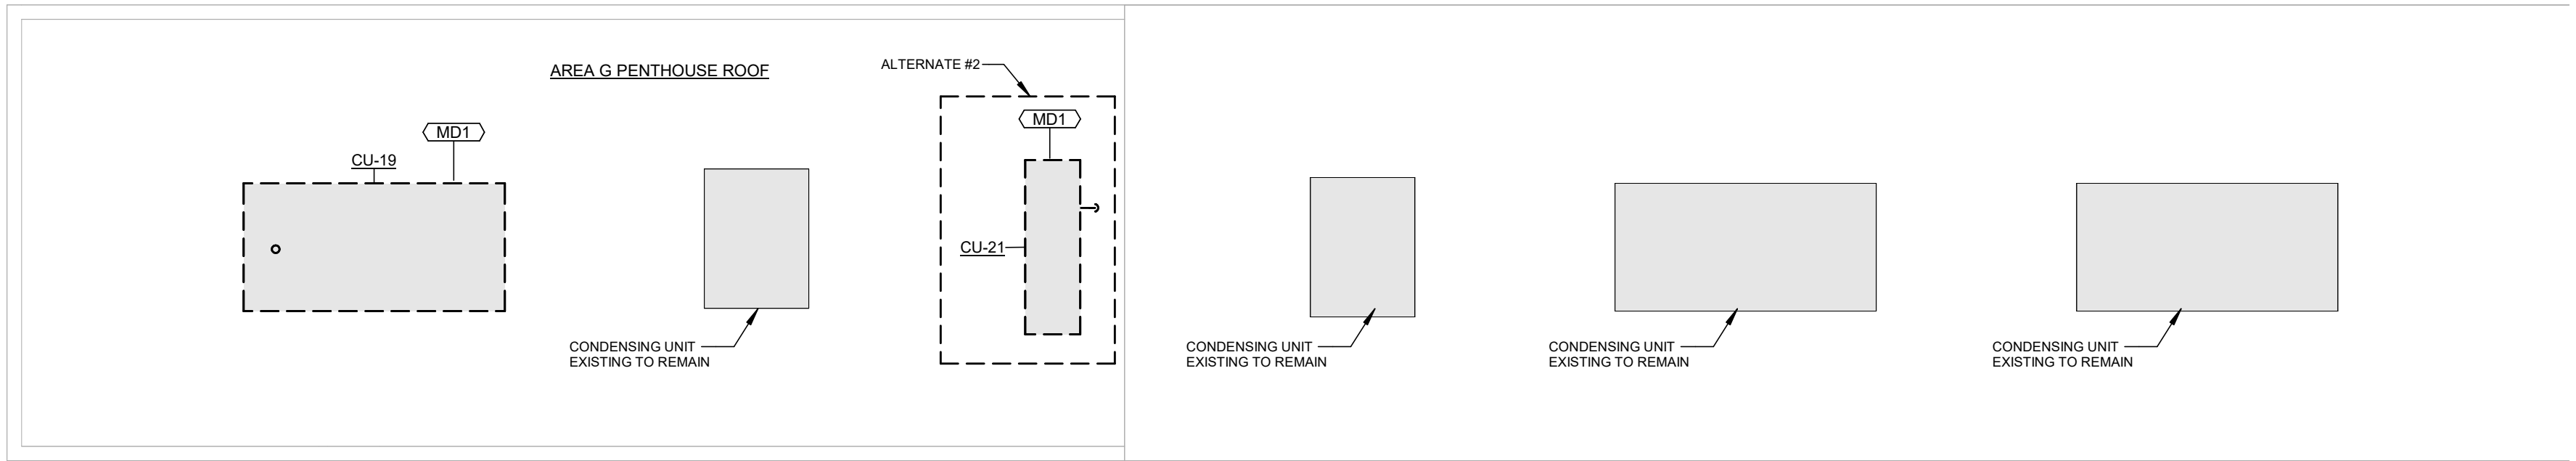 AREA G PENTHOUSE ROOF
ALTERNATE #2
MD1
MD1
CU-19
CU-21
CONDENSING UNIT
EXISTING TO REMAIN
CONDENSING UNIT
EXISTING TO REMAIN
CONDENSING UNIT
EXISTING TO REMAIN
CONDENSING UNIT
EXISTING TO REMAIN